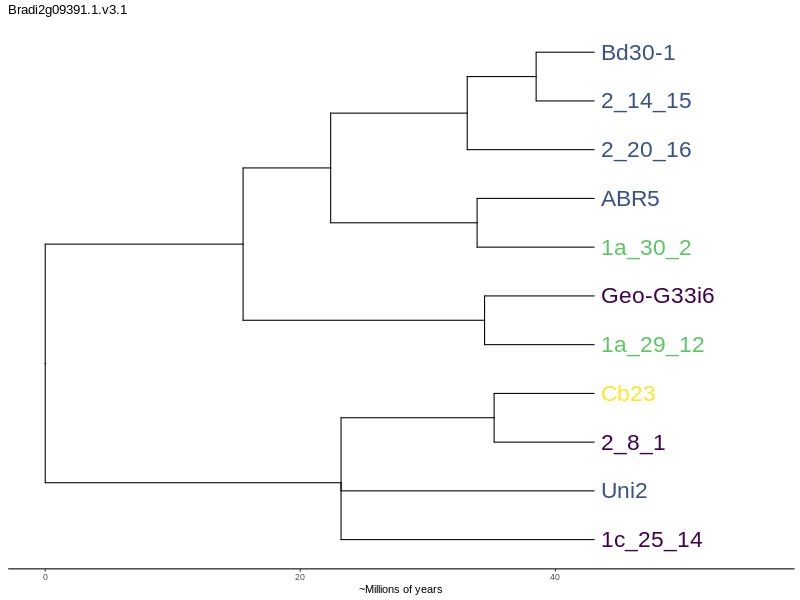 Bradi2g09391.1.v3.1
Bd30-1
2_14_15
2_20_16
ABR5
1a_30_2
Geo-G33i6
1a_29_12
Cb23
2_8_1
Uni2
1c_25_14
0 20 40
~Millions of years